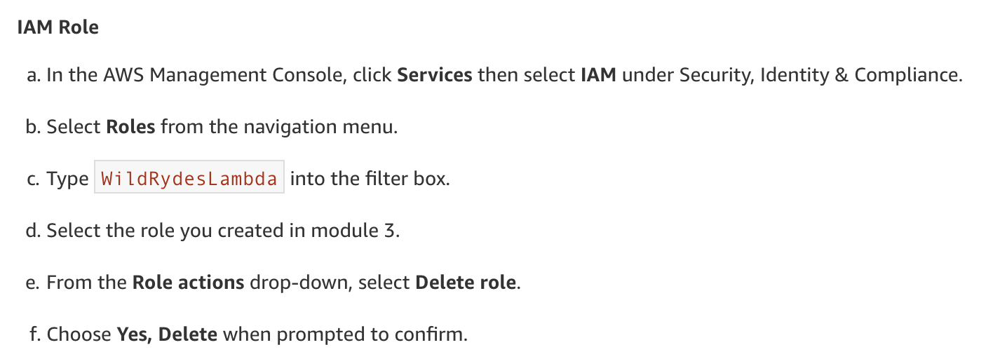 IAM Role
a. In the AWS Management Console, click Services then select IAM under Security, Identity & Compliance.
b. Select Roles from the navigation menu.
c. Type WildRydesLambda into the filter box.
d. Select the role you created in module 3.
e. From the Role actions drop-down, select Delete role.
f. Choose Yes, Delete when prompted to confirm.